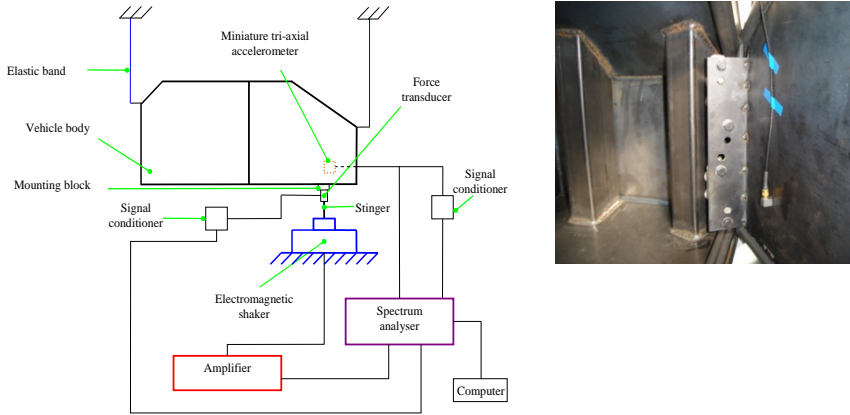 Miniature tri-axial
accelerometer
Elastic band
Force
transducer
Vehicle body
Mounting block
Signal
conditioner
Stinger
Signal
conditioner
Electromagnetic
shaker
Spectrum
analyser
Amplifier
Computer